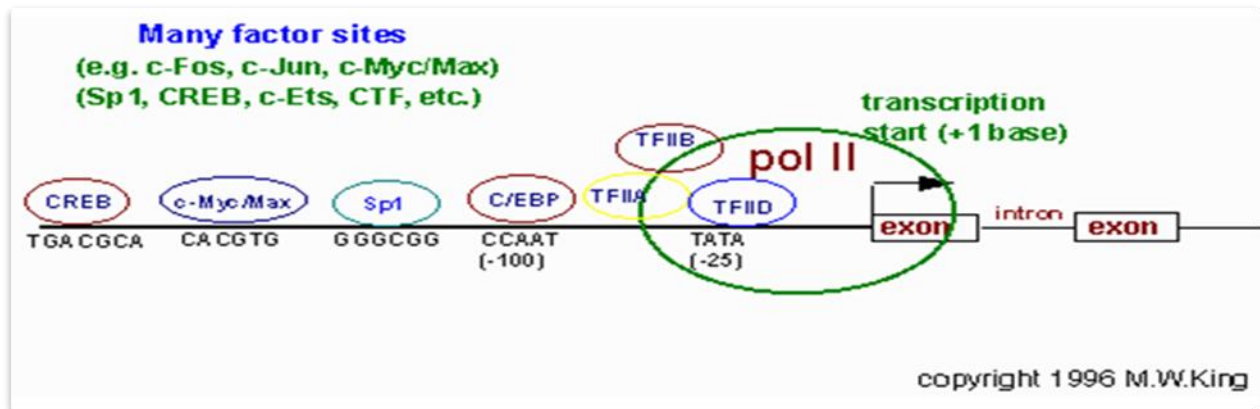 Many factor sites
(e.g. c-Fos, c-Jun, c-Myc/Max)
(Sp1, CREB, c-Ets, CTF, etc.)
transcription
start (+1 base)
TFIIB
pol II
CREB
c-Myc/Max
Sp1
C/EBP
TFIIA
TFIID
exon
intron
exon
TGACGCA
CACGTG
GGGCGG
CCAAT
TATA
(-100)
(-25)
copyright 1996 M.W.King